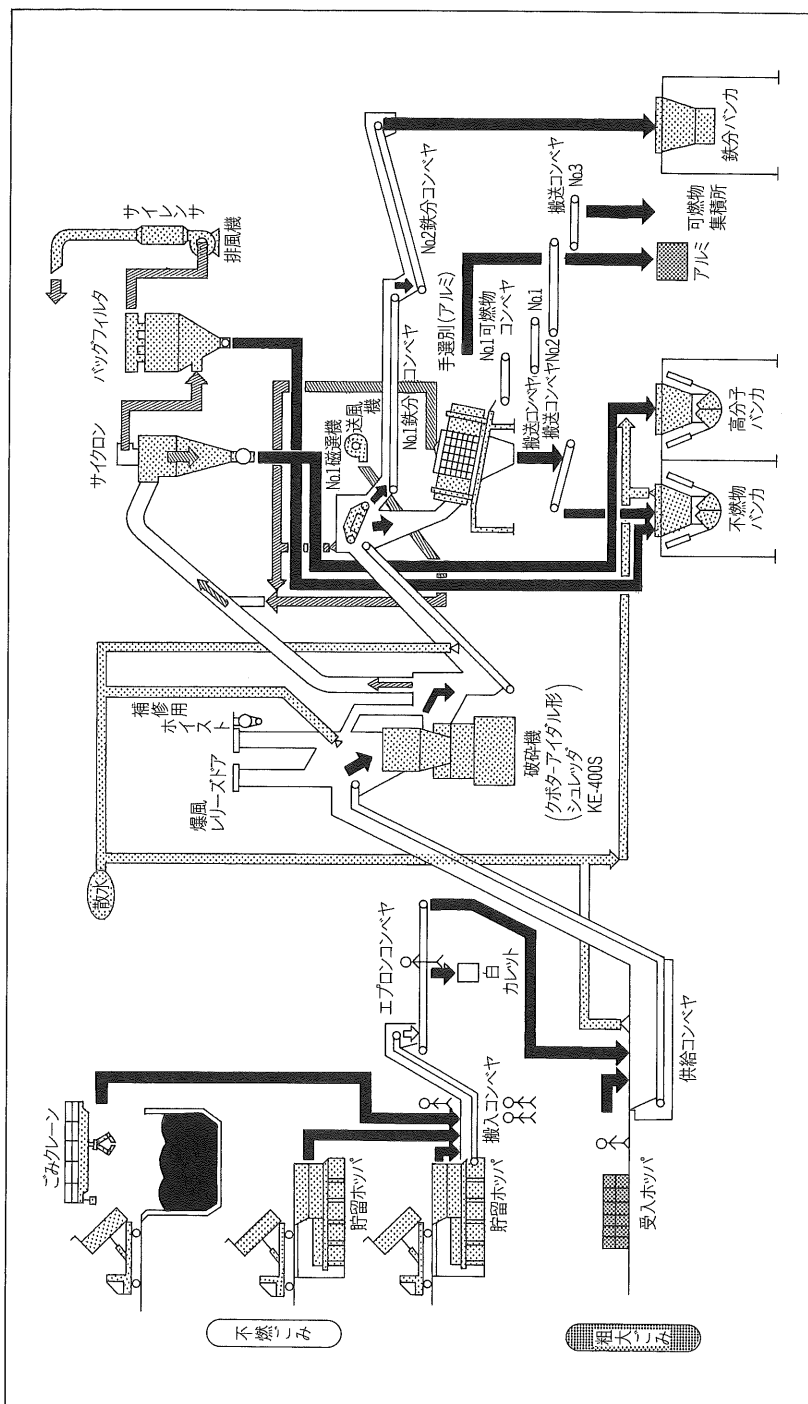 不燃ごみ
粗大ごみ
ごみクレーン
貯留ホッパ
貯留ホッパ
搬入コンベヤ
エプロンコンベヤ
白
カレット
受入ホッパ
供給コンベヤ
散水
爆風
レリーズドア
補修用
ホイスト
破砕機
(クボタ-アイダル形
シュレッダ
KE-400S)
サイクロン
バッグフィルタ
サイレンサ
排風機
No.1磁選機
送風機
No.1鉄分
コンベヤ
No.2鉄分コンベヤ
手選別(アルミ)
No.1可燃物
コンベヤ
搬送コンベヤNo.1
搬送コンベヤNo.2
搬送コンベヤ
No.3
不燃物
バンカ
高分子
バンカ
アルミ
可燃物
集積所
鉄分バンカ